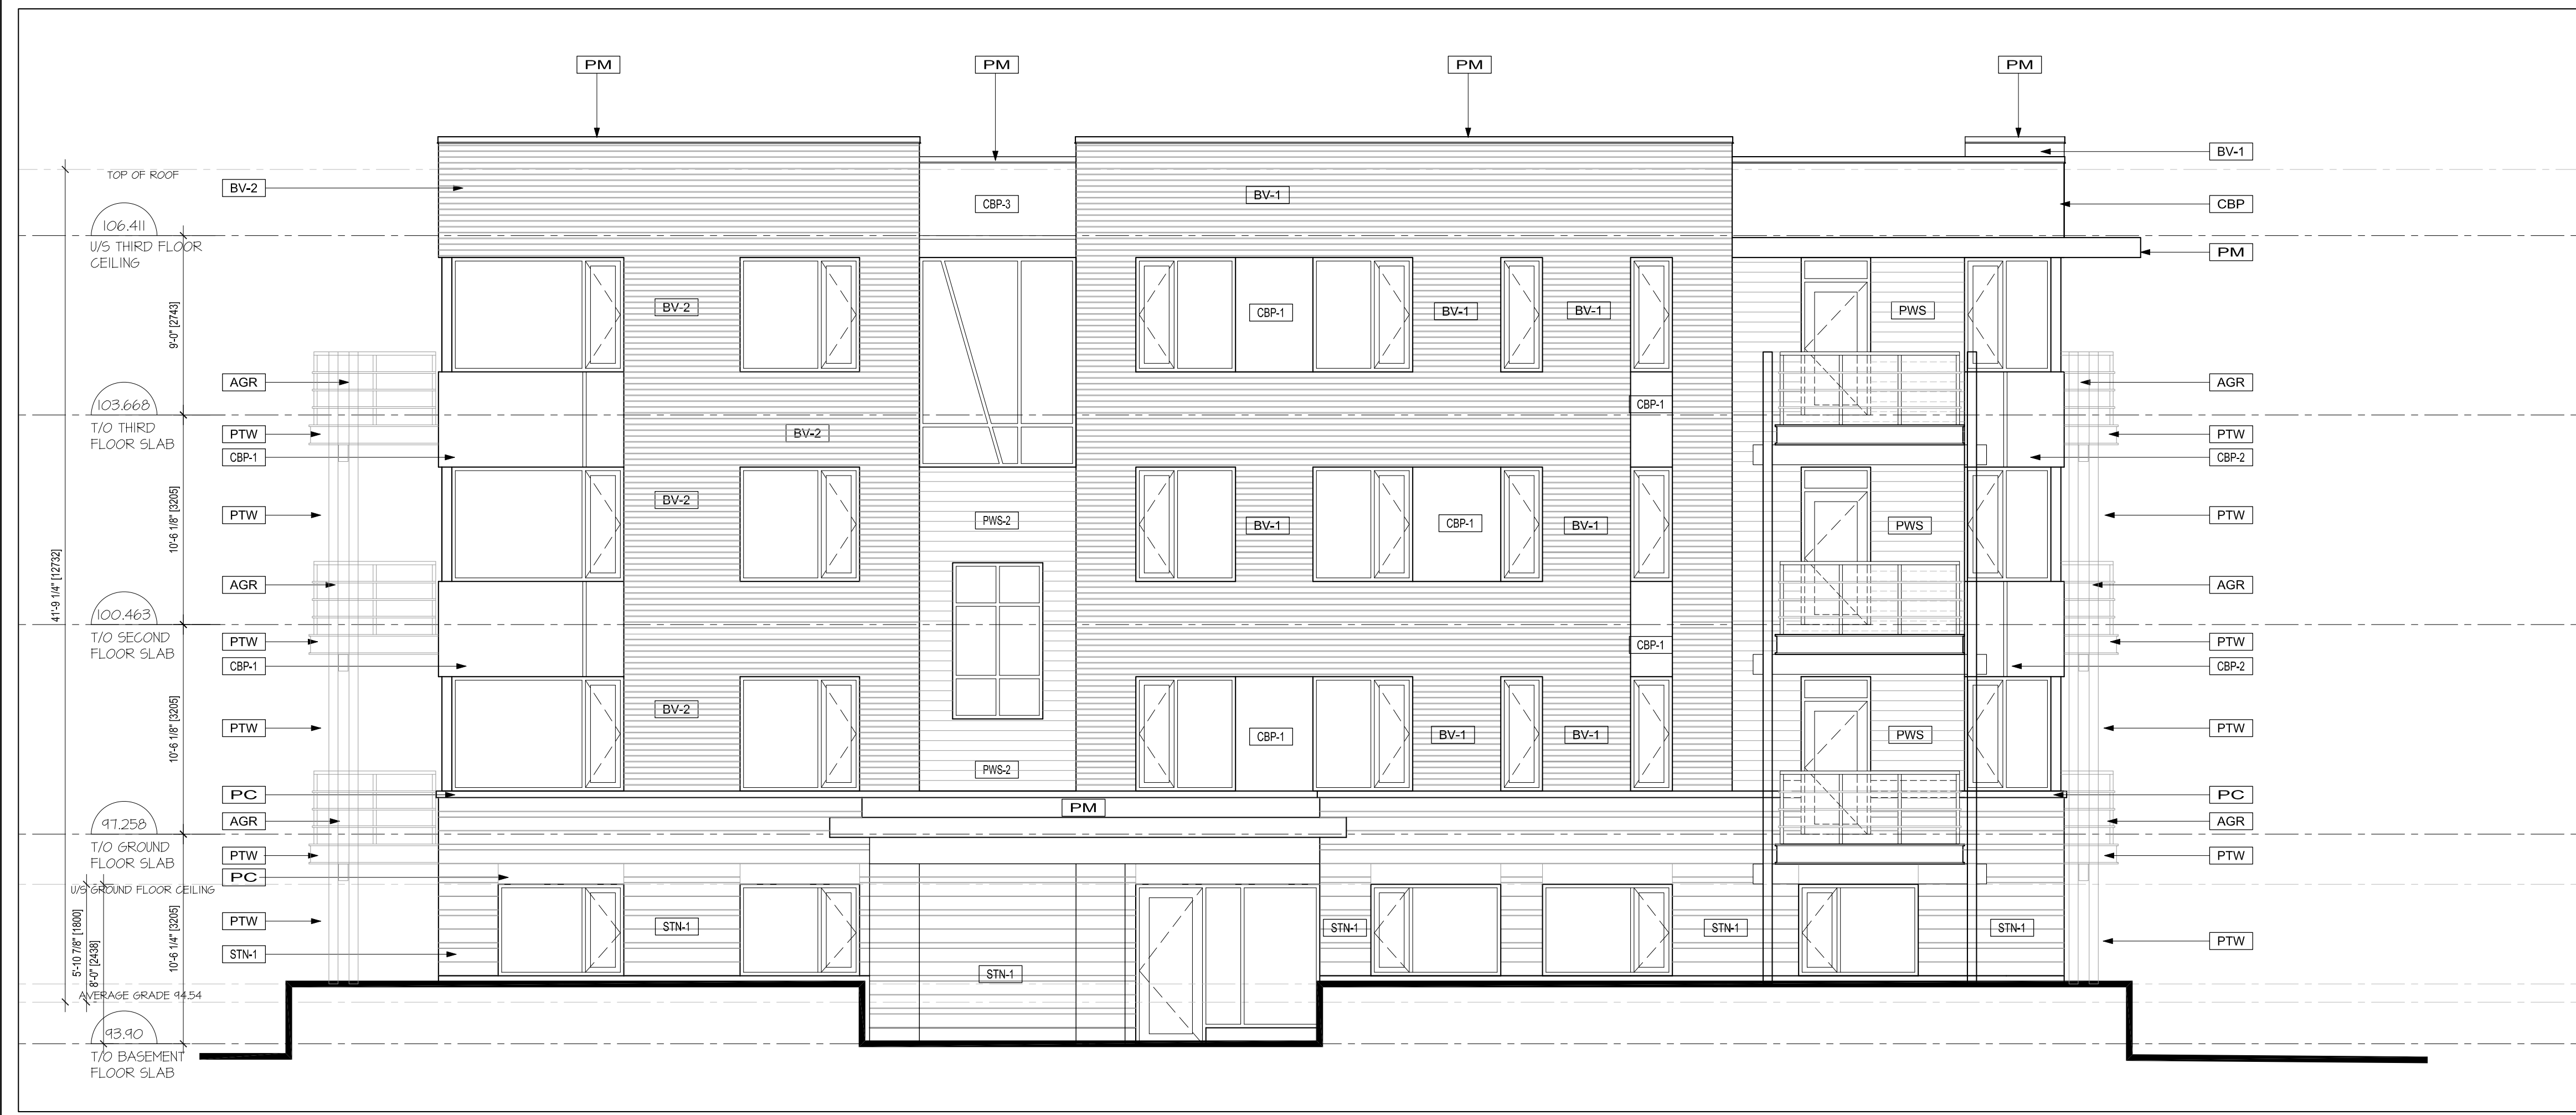 PM PM PM PM
BV-1
TOP OF ROOF
BV-2
BV-1
CBP-3
CBP
106.411
U/S THIRD FLOOR
CEILING
PM
9'-0" [2743]
BV-2
CBP-1
BV-1
BV-1
PWS
AGR
AGR
103.668
T/O THIRD
FLOOR SLAB
CBP-1
PTW
BV-2
PTW
CBP-1
CBP-2
10'-6 1/8" [3205]
BV-2
PTW
PWS-2
BV-1
CBP-1
BV-1
PWS
PTW
41'-9 1/4" [12732]
AGR
AGR
100.463
T/O SECOND
FLOOR SLAB
PTW
CBP-1
PTW
CBP-1
CBP-2
10'-6 1/8" [3205]
BV-2
PTW
CBP-1
BV-1
BV-1
PWS
PTW
PWS-2
PC
PM
PC
AGR
AGR
97.258
T/O GROUND
FLOOR SLAB
PTW
PTW
PC
U/S GROUND FLOOR CEILING
5'-10 7/8" [1800]
8'-0" [2438]
10'-6 1/4" [3205]
PTW
STN-1
STN-1
STN-1
STN-1
PTW
STN-1
STN-1
AVERAGE GRADE 94.54
93.90
T/O BASEMENT
FLOOR SLAB